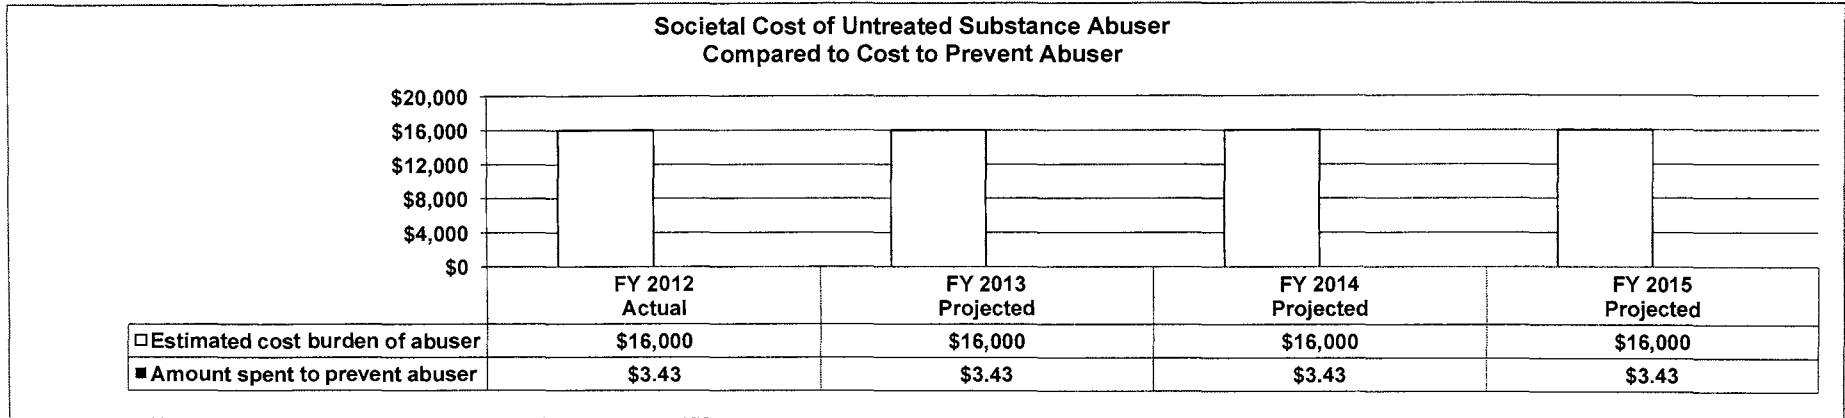 Societal Cost of Untreated Substance Abuser
Compared to Cost to Prevent Abuser
$20,000
$16,000
$12,000
$8,000
$4,000
$0
FY 2012 FY 2013 FY 2014 FY 2015
Actual Projected Projected Projected
Estimated cost burden of abuser $16,000 $16,000 $16,000 $16,000
Amount spent to prevent abuser $3.43 $3.43 $3.43 $3.43